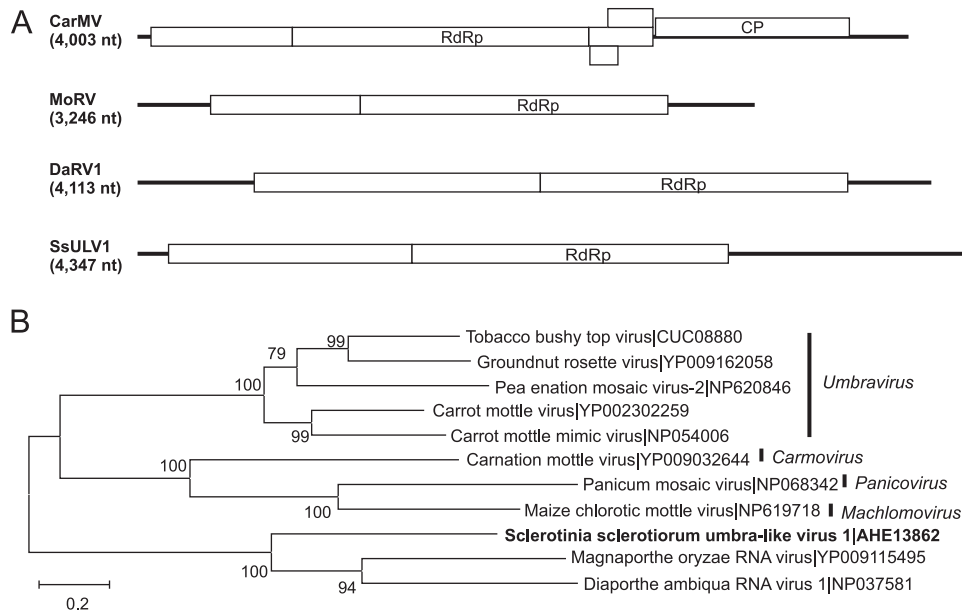 A
CarMV
(4,003 nt)
RdRp
CP
MoRV
(3,246 nt)
RdRp
DaRV1
(4,113 nt)
RdRp
SsULV1
(4,347 nt)
RdRp
B
99
Tobacco bushy top virus|CUC08880
79
Groundnut rosette virus|YP009162058
100
Pea enation mosaic virus-2|NP620846
Umbravirus
Carrot mottle virus|YP002302259
99
Carrot mottle mimic virus|NP054006
100
Carnation mottle virus|YP009032644
Carmovirus
Panicum mosaic virus|NP068342
Panicovirus
100
Maize chlorotic mottle virus|NP619718
Machlomovirus
Sclerotinia sclerotiorum umbra-like virus 1|AHE13862
100
Magnaporthe oryzae RNA virus|YP009115495
94
Diaporthe ambiqua RNA virus 1|NP037581
0.2